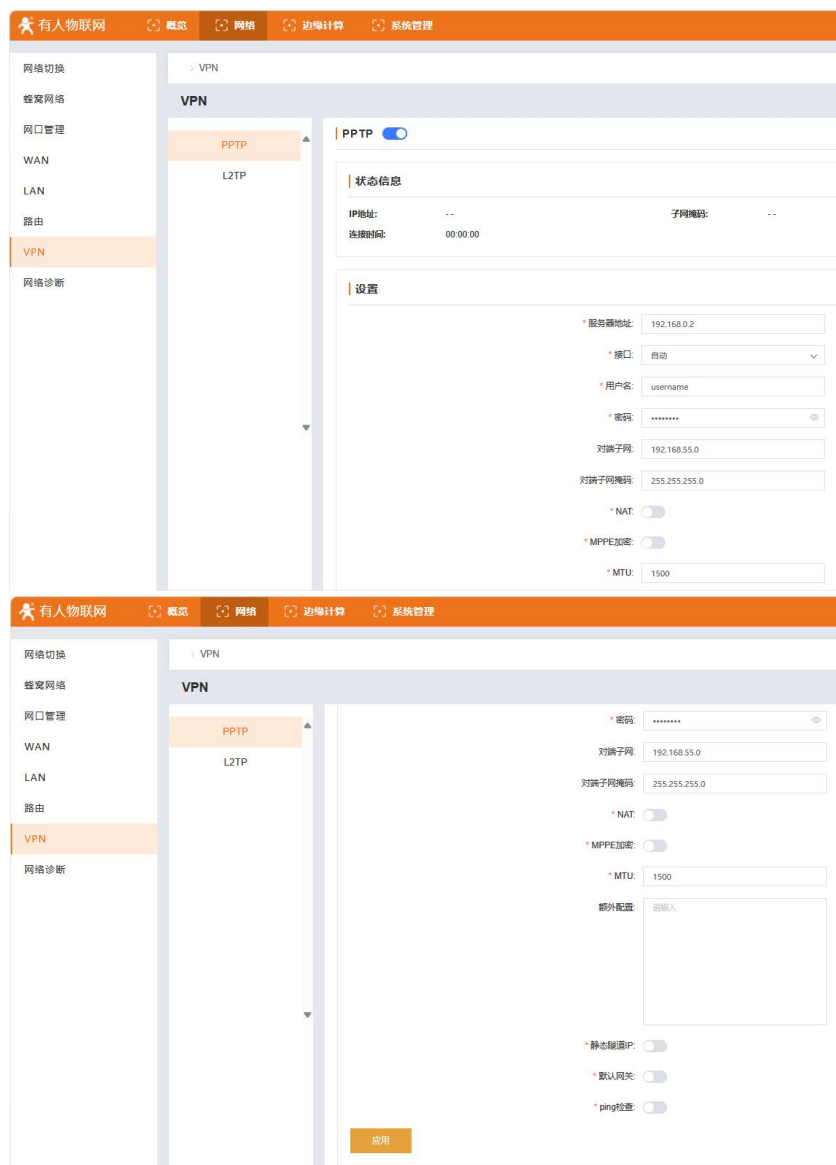 有人物联网 概览 网络 边缘计算 系统管理
网络切换
> VPN
蜂窝网络
VPN
网口管理
PPTP
PPTP
WAN
L2TP
状态信息
LAN
IP地址: -- 子网掩码: --
路由
连接时间: 00:00:00
VPN
网络诊断
设置
* 服务器地址: 192.168.0.2
* 接口: 自动
* 用户名: username
* 密码: ••••••••
对端子网: 192.168.55.0
对端子网掩码: 255.255.255.0
* NAT:
* MPPE加密:
* MTU: 1500
有人物联网 概览 网络 边缘计算 系统管理
网络切换
> VPN
蜂窝网络
VPN
网口管理
* 密码: ••••••••
PPTP
WAN
对端子网: 192.168.55.0
L2TP
LAN
对端子网掩码: 255.255.255.0
路由
* NAT:
VPN
* MPPE加密:
网络诊断
* MTU: 1500
额外配置: 请输入
* 静态隧道IP:
* 默认网关:
* ping检查:
应用